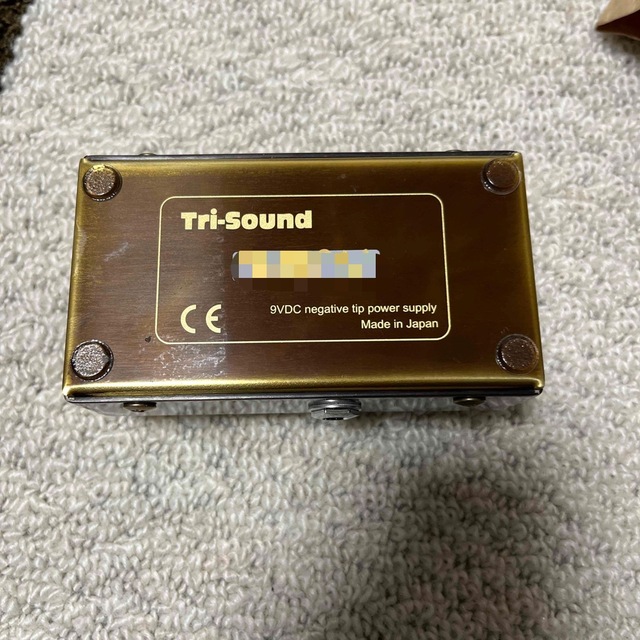 Tri-Sound
CE
9VDC negative tip power supply
Made in Japan